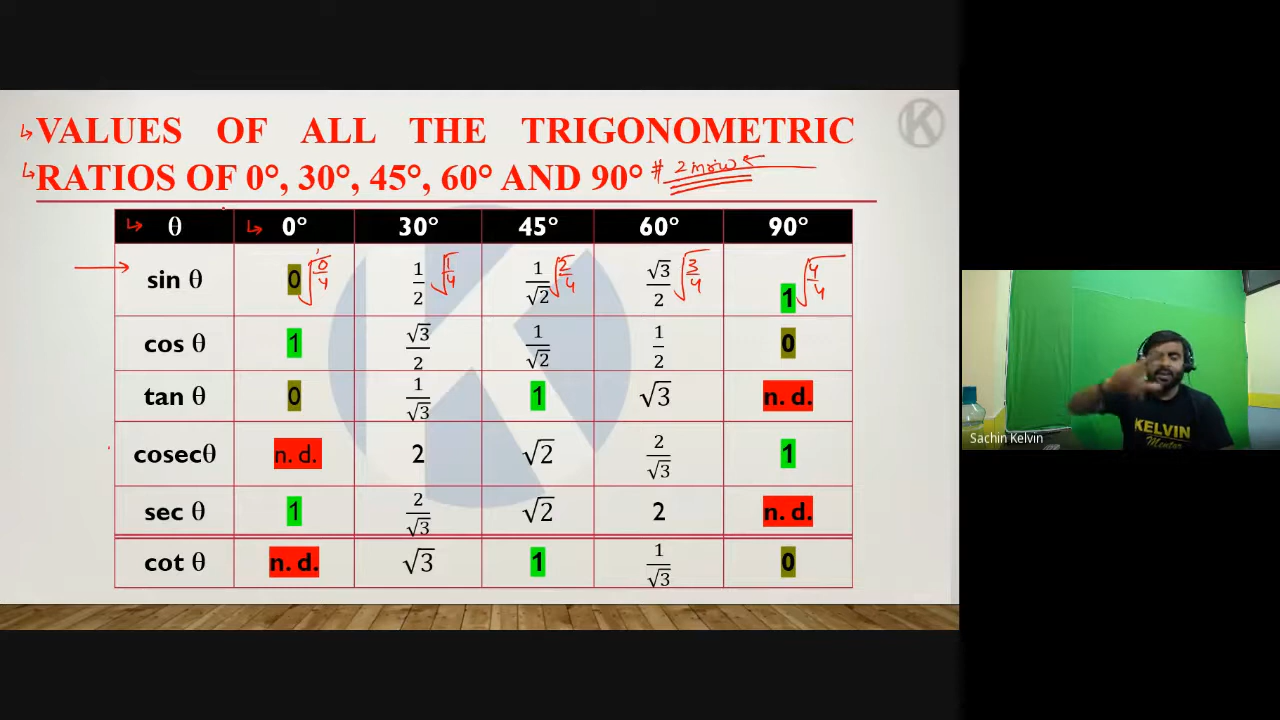 ↳ VALUES OF ALL THE TRIGONOMETRIC
↳ RATIOS OF 0°, 30°, 45°, 60° AND 90° # 2 min ←
↳ θ ↳ 0° 30° 45° 60° 90°
→ sin θ 0 √(0/4) 1/2 √(1/4) 1/√2 √(2/4) √3/2 √(3/4) 1 √(4/4)
cos θ 1 √3/2 1/√2 1/2 0
tan θ 0 1/√3 1 √3 n. d.
cosecθ n. d. 2 √2 2/√3 1
sec θ 1 2/√3 √2 2 n. d.
cot θ n. d. √3 1 1/√3 0
K
KELVIN
Mentor
Sachin Kelvin